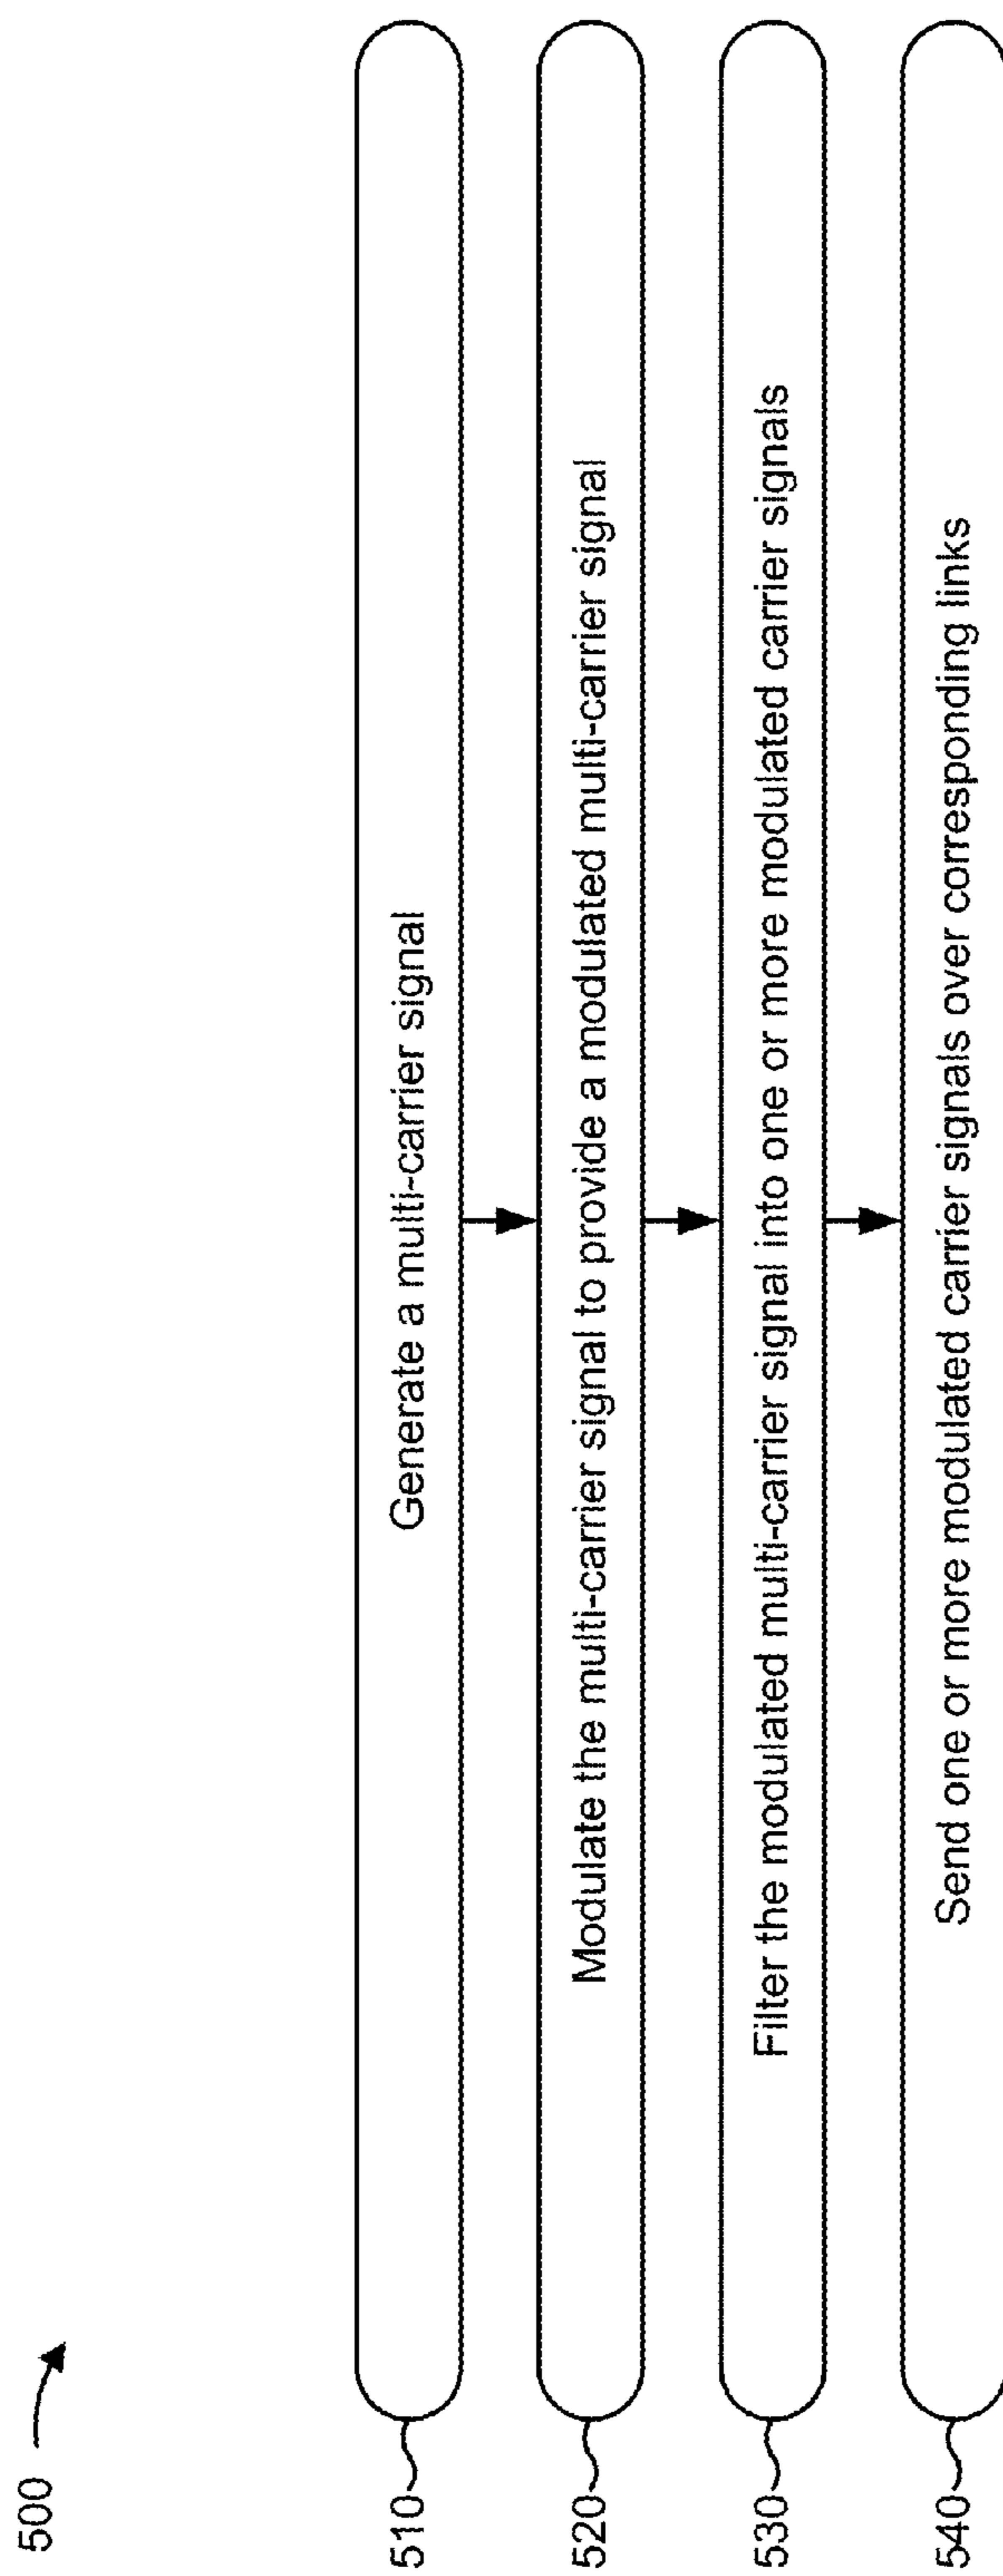 500
510
Generate a multi-carrier signal
520
Modulate the multi-carrier signal to provide a modulated multi-carrier signal
530
Filter the modulated multi-carrier signal into one or more modulated carrier signals
540
Send one or more modulated carrier signals over corresponding links